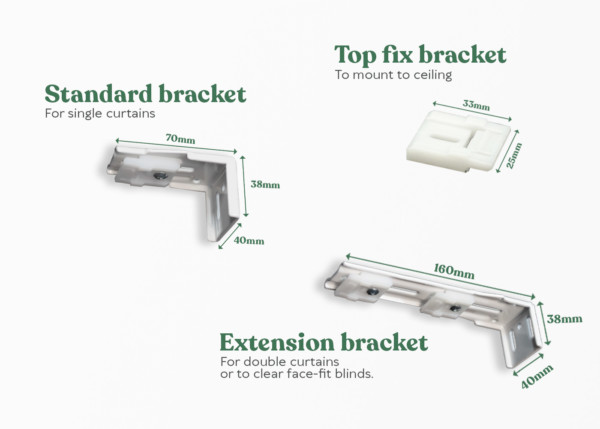 Top fix bracket
To mount to ceiling
33mm
25mm
Standard bracket
For single curtains
70mm
38mm
40mm
160mm
38mm
40mm
Extension bracket
For double curtains
or to clear face-fit blinds.